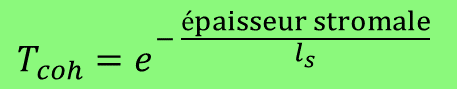 T_coh = e^(-épaisseur stromale / l_s)